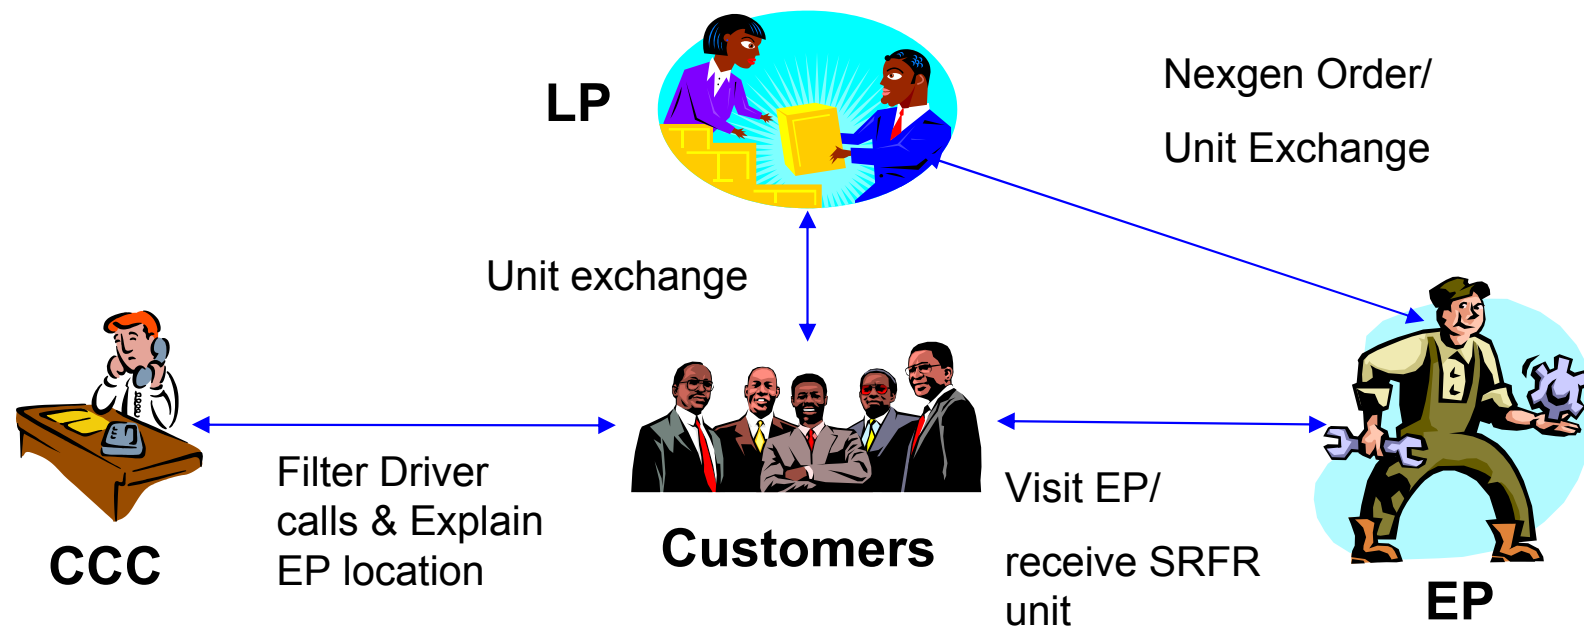 LP
Nexgen Order/
Unit Exchange
Unit exchange
Filter Driver
calls & Explain
EP location
CCC
Customers
Visit EP/
receive SRFR
unit
EP